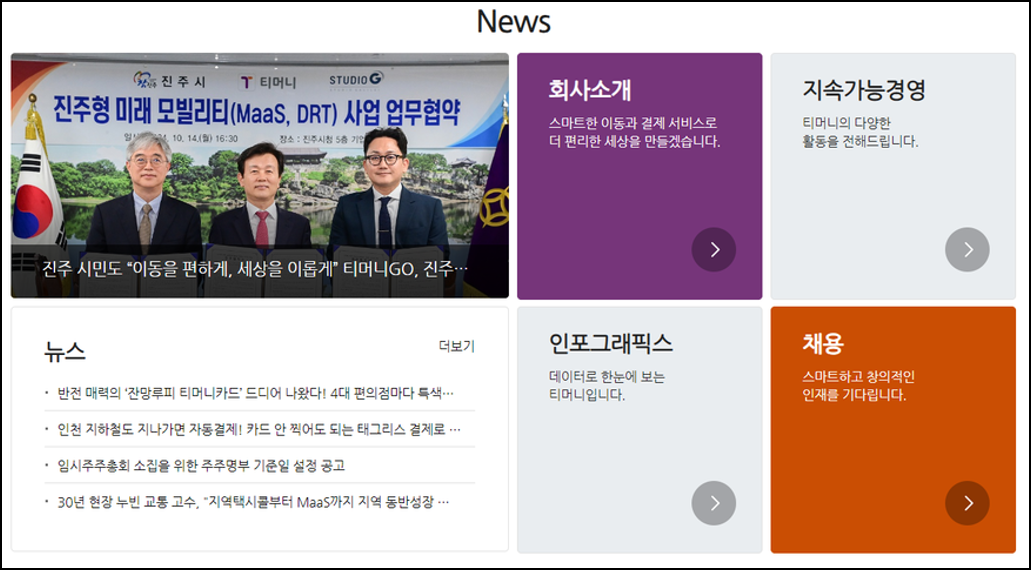 News
진주시 티머니 STUDIO G
진주형 미래 모빌리티(MaaS, DRT) 사업 업무협약
10. 14.(월) 16:30 장소 : 진주시청 5층
진주 시민도 “이동을 편하게, 세상을 이롭게” 티머니GO, 진주…
회사소개
스마트한 이동과 결제 서비스로
더 편리한 세상을 만들겠습니다.
지속가능경영
티머니의 다양한
활동을 전해드립니다.
뉴스
더보기
· 반전 매력의 ‘잔망루피 티머니카드’ 드디어 나왔다! 4대 편의점마다 특색…
· 인천 지하철도 지나가면 자동결제! 카드 안 찍어도 되는 태그리스 결제로 …
· 임시주주총회 소집을 위한 주주명부 기준일 설정 공고
· 30년 현장 누빈 교통 고수, "지역택시콜부터 MaaS까지 지역 동반성장 …
인포그래픽스
데이터로 한눈에 보는
티머니입니다.
채용
스마트하고 창의적인
인재를 기다립니다.